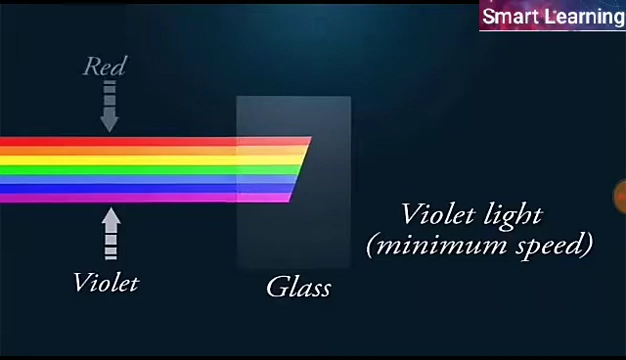 Smart Learning
Red
Violet light
(minimum speed)
Violet
Glass